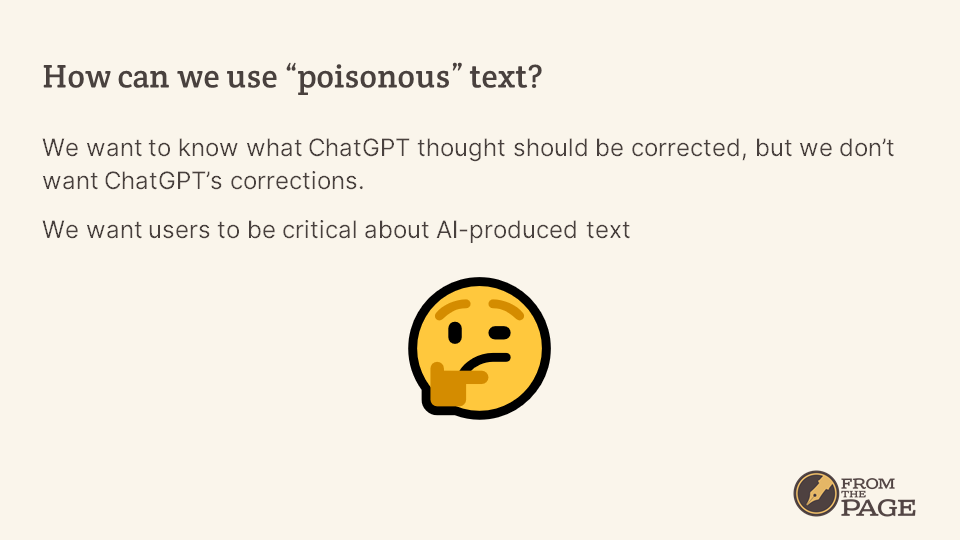 How can we use “poisonous” text?
We want to know what ChatGPT thought should be corrected, but we don’t
want ChatGPT’s corrections.
We want users to be critical about AI-produced text
FROM
THE
PAGE